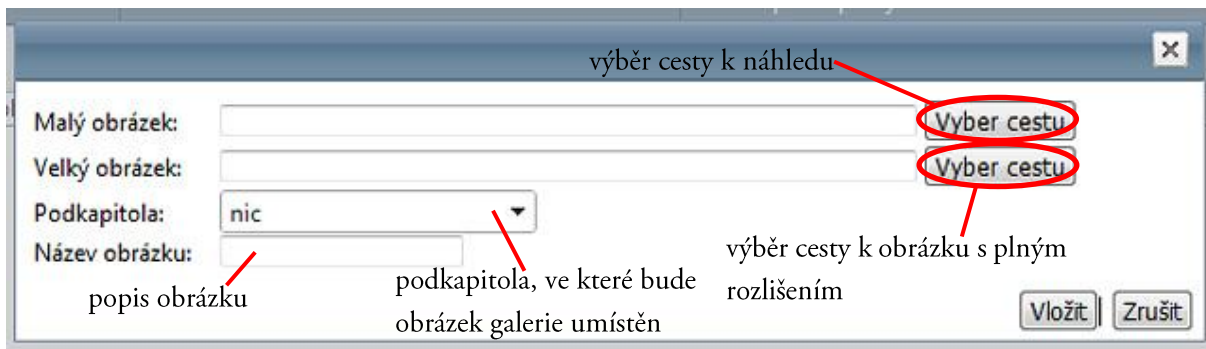 výběr cesty k náhledu
Malý obrázek:
Vyber cestu
Velký obrázek:
Vyber cestu
Podkapitola:
nic
Název obrázku:
popis obrázku
podkapitola, ve které bude
obrázek galerie umístěn
výběr cesty k obrázku s plným
rozlišením
Vložit
Zrušit